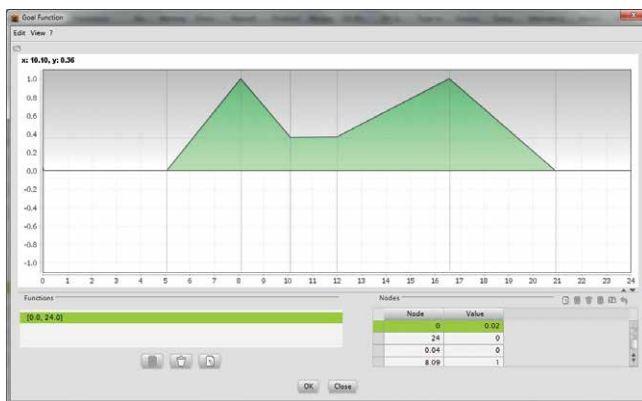 Goal Function
Edit View ?
x: 10.10, y: 0.36
1.0
0.8
0.6
0.4
0.2
0.0
-0.2
-0.4
-0.6
-0.8
-1.0
0 1 2 3 4 5 6 7 8 9 10 11 12 13 14 15 16 17 18 19 20 21 22 23 24
Functions
[0.0, 24.0]
Nodes
Node Value
0 0.02
24 0
0.04 0
8.09 1
OK Close